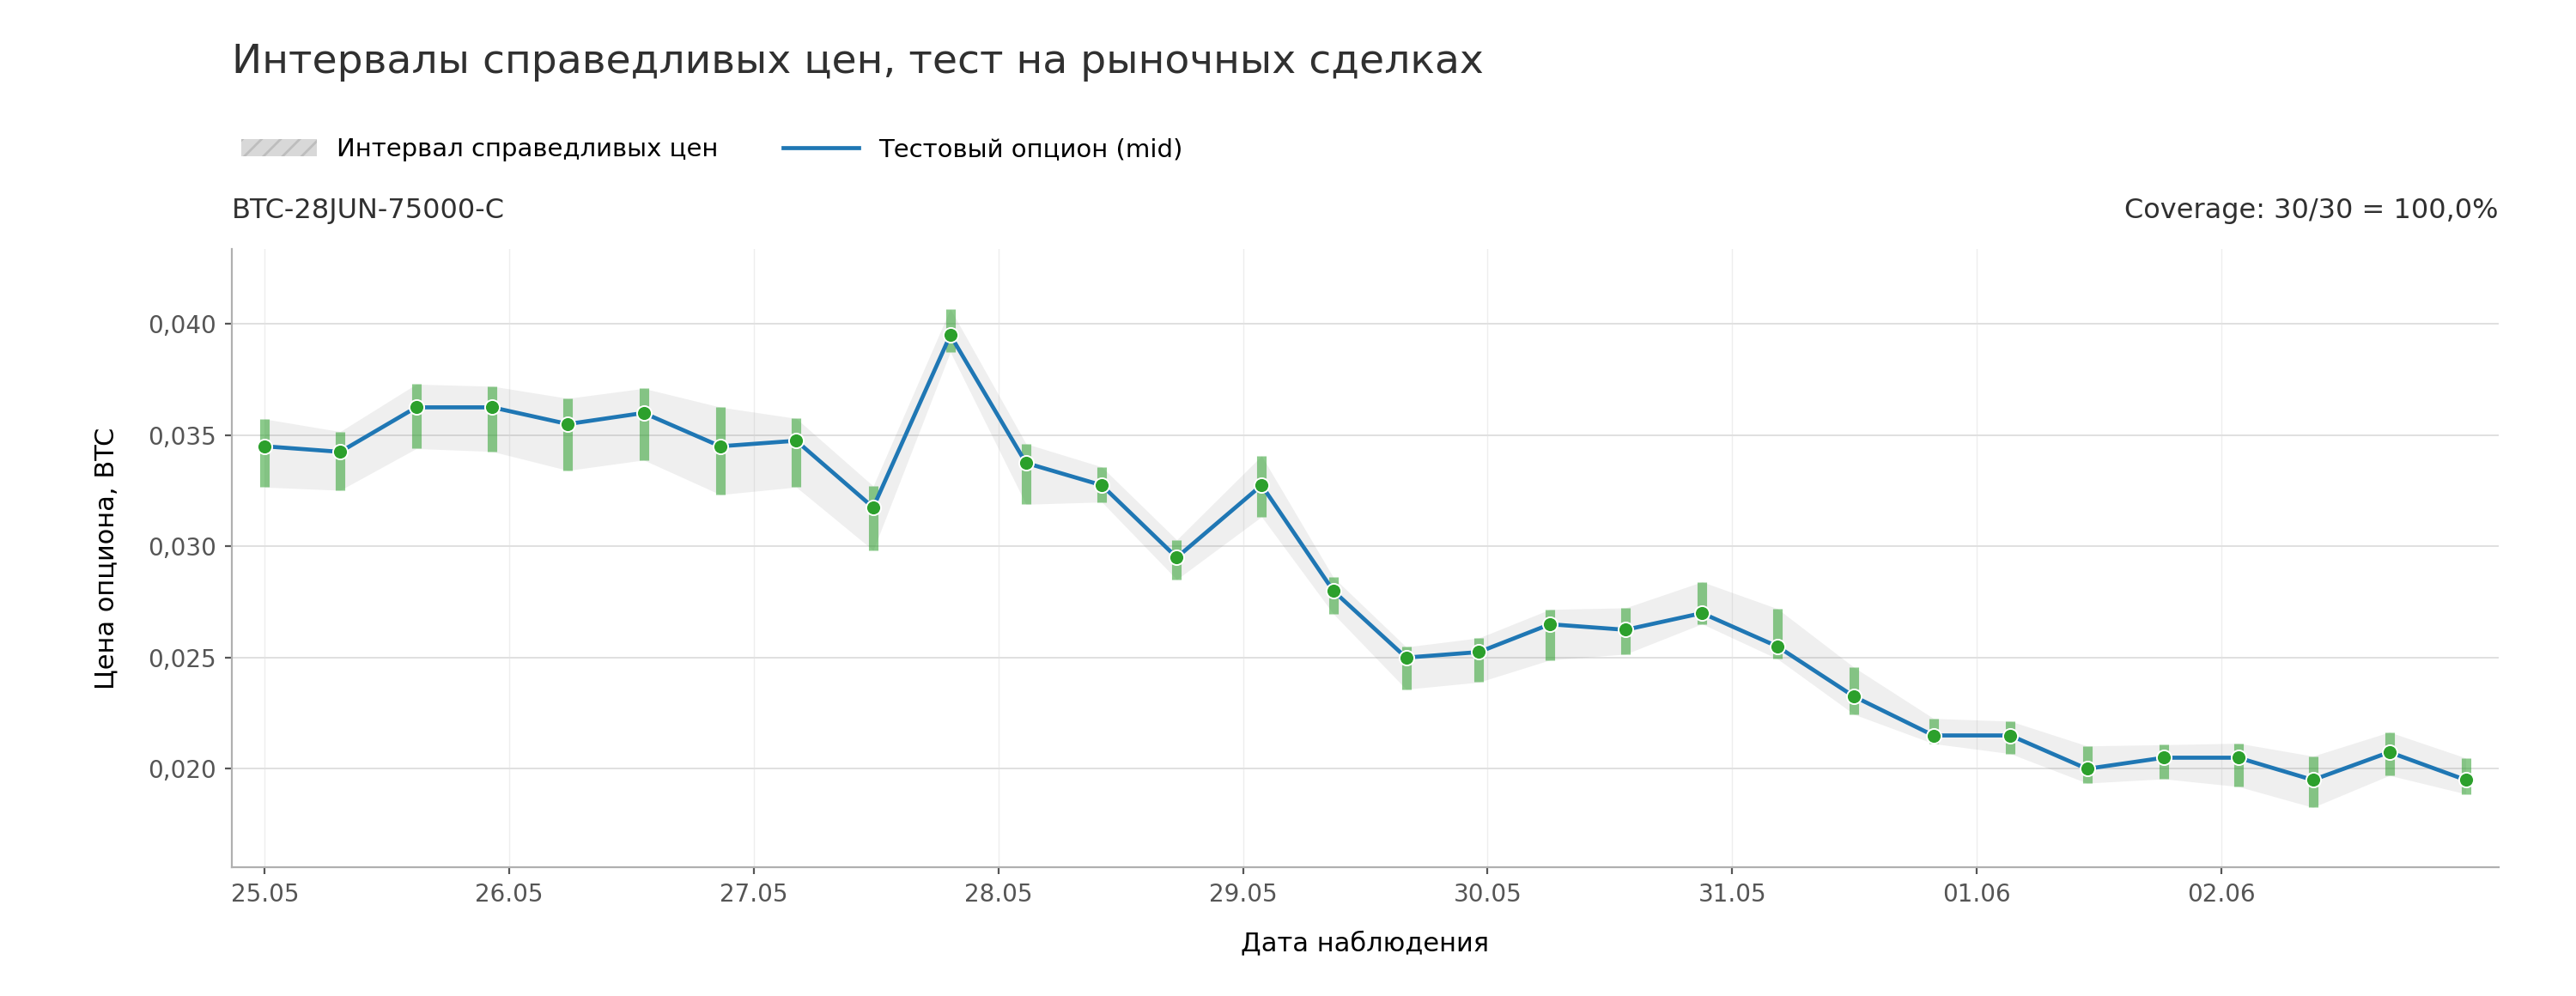 Интервалы справедливых цен, тест на рыночных сделках
Интервал справедливых цен
Тестовый опцион (mid)
BTC-28JUN-75000-C
Coverage: 30/30 = 100,0%
Цена опциона, BTC
0,040
0,035
0,030
0,025
0,020
25.05
26.05
27.05
28.05
29.05
30.05
31.05
01.06
02.06
Дата наблюдения